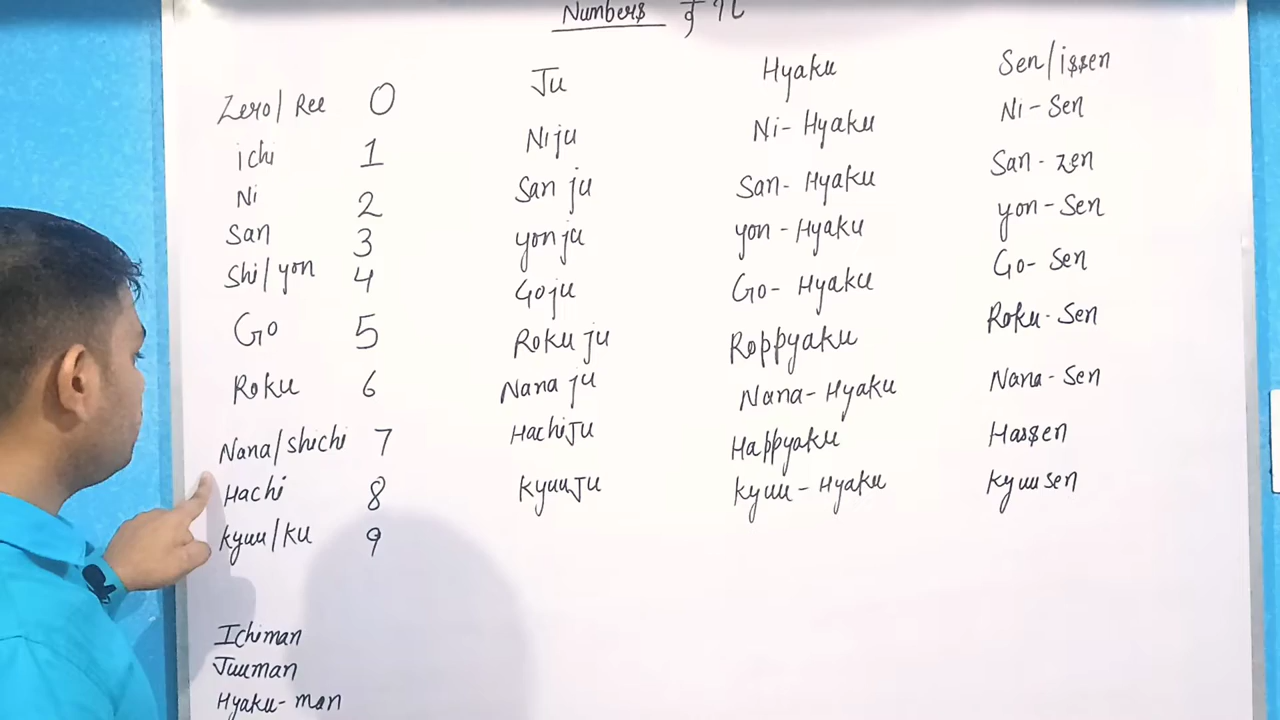 Numbers
Zero/Ree 0 Ju Hyaku Sen/issen
ichi 1 Niju Ni-Hyaku Ni-Sen
Ni 2 San ju San-Hyaku San-zen
San 3 yonju yon-Hyaku yon-Sen
Shi/yon 4 Goju Go-Hyaku Go-Sen
Go 5 Roku ju Roppyaku Roku-Sen
Roku 6 Nana ju Nana-Hyaku Nana-Sen
Nana/shichi 7 Hachiju Happyaku Hassen
Hachi 8 kyuuju kyuu-Hyaku kyuusen
kyuu/ku 9
Ichiman
Juuman
Hyaku-man